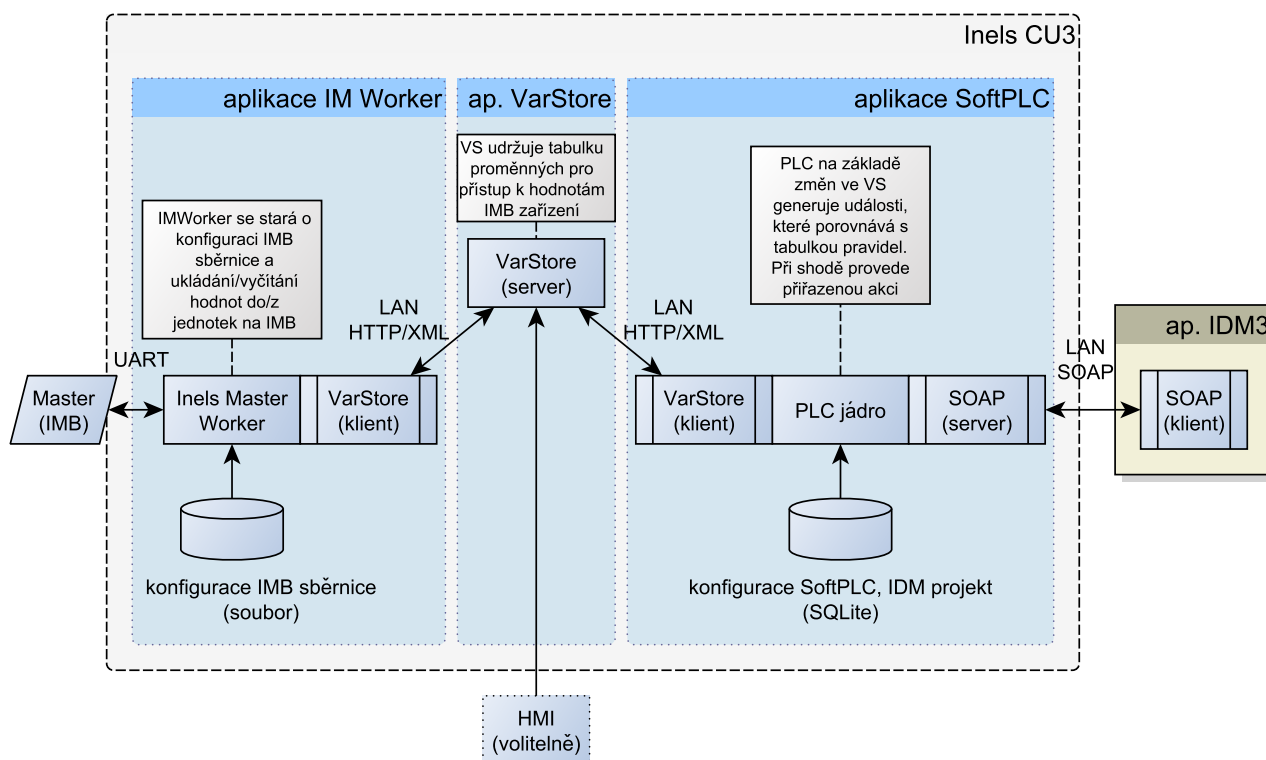 Inels CU3
aplikace IM Worker
ap. VarStore
aplikace SoftPLC
VS udržuje tabulku
proměnných pro
přístup k hodnotám
IMB zařízení
PLC na základě
změn ve VS
generuje události,
které porovnává s
tabulkou pravidel.
Při shodě provede
přiřazenou akci
IMWorker se stará o
konfiguraci IMB
sběrnice a
ukládání/vyčítání
hodnot do/z
jednotek na IMB
VarStore
(server)
LAN
HTTP/XML
LAN
HTTP/XML
ap. IDM3
UART
LAN
SOAP
Master
(IMB)
Inels Master
Worker
VarStore
(klient)
VarStore
(klient)
PLC jádro
SOAP
(server)
SOAP
(klient)
konfigurace IMB sběrnice
(soubor)
konfigurace SoftPLC, IDM projekt
(SQLite)
HMI
(volitelně)